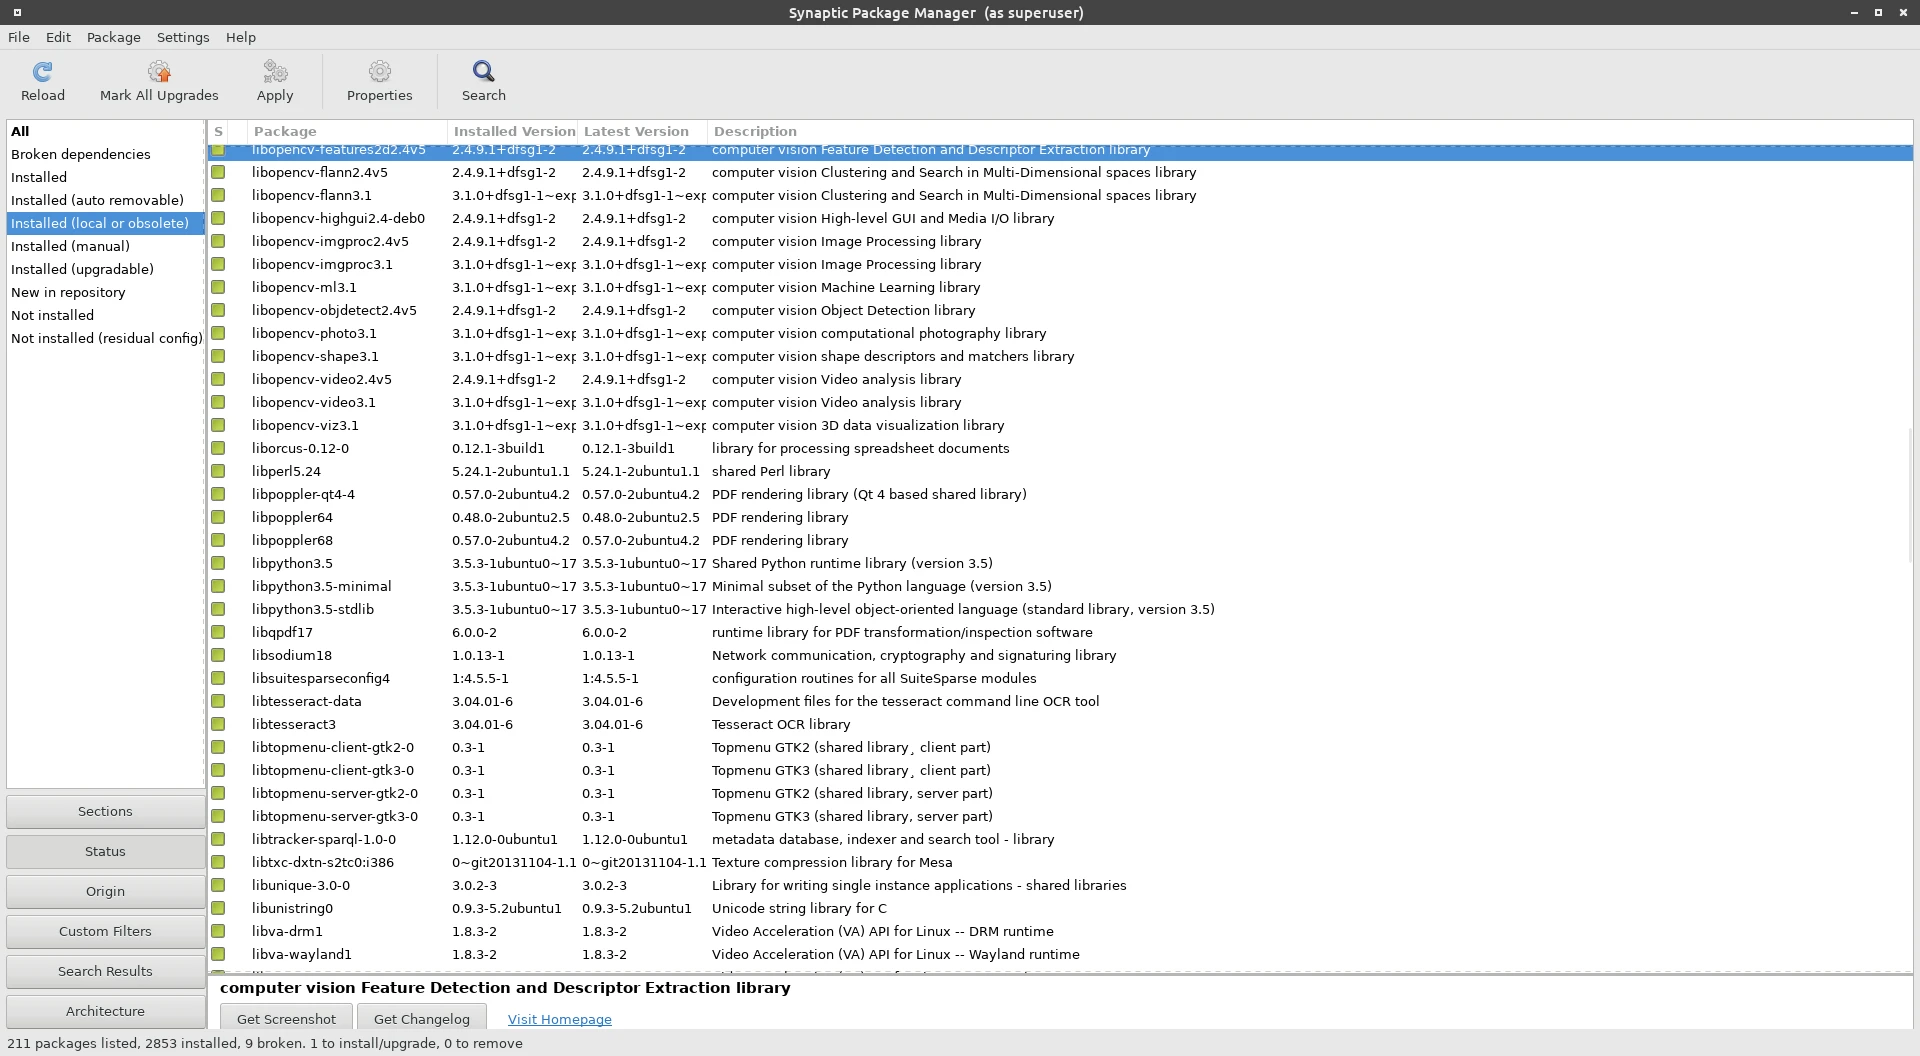 Synaptic Package Manager (as superuser)
File Edit Package Settings Help
Reload Mark All Upgrades Apply Properties Search
All
Broken dependencies
Installed
Installed (auto removable)
Installed (local or obsolete)
Installed (manual)
Installed (upgradable)
New in repository
Not installed
Not installed (residual config)
Sections
Status
Origin
Custom Filters
Search Results
Architecture
S Package Installed Version Latest Version Description
libopencv-features2d2.4v5 2.4.9.1+dfsg1-2 2.4.9.1+dfsg1-2 computer vision Feature Detection and Descriptor Extraction library
libopencv-flann2.4v5 2.4.9.1+dfsg1-2 2.4.9.1+dfsg1-2 computer vision Clustering and Search in Multi-Dimensional spaces library
libopencv-flann3.1 3.1.0+dfsg1-1~exp 3.1.0+dfsg1-1~exp computer vision Clustering and Search in Multi-Dimensional spaces library
libopencv-highgui2.4-deb0 2.4.9.1+dfsg1-2 2.4.9.1+dfsg1-2 computer vision High-level GUI and Media I/O library
libopencv-imgproc2.4v5 2.4.9.1+dfsg1-2 2.4.9.1+dfsg1-2 computer vision Image Processing library
libopencv-imgproc3.1 3.1.0+dfsg1-1~exp 3.1.0+dfsg1-1~exp computer vision Image Processing library
libopencv-ml3.1 3.1.0+dfsg1-1~exp 3.1.0+dfsg1-1~exp computer vision Machine Learning library
libopencv-objdetect2.4v5 2.4.9.1+dfsg1-2 2.4.9.1+dfsg1-2 computer vision Object Detection library
libopencv-photo3.1 3.1.0+dfsg1-1~exp 3.1.0+dfsg1-1~exp computer vision computational photography library
libopencv-shape3.1 3.1.0+dfsg1-1~exp 3.1.0+dfsg1-1~exp computer vision shape descriptors and matchers library
libopencv-video2.4v5 2.4.9.1+dfsg1-2 2.4.9.1+dfsg1-2 computer vision Video analysis library
libopencv-video3.1 3.1.0+dfsg1-1~exp 3.1.0+dfsg1-1~exp computer vision Video analysis library
libopencv-viz3.1 3.1.0+dfsg1-1~exp 3.1.0+dfsg1-1~exp computer vision 3D data visualization library
liborcus-0.12-0 0.12.1-3build1 0.12.1-3build1 library for processing spreadsheet documents
libperl5.24 5.24.1-2ubuntu1.1 5.24.1-2ubuntu1.1 shared Perl library
libpoppler-qt4-4 0.57.0-2ubuntu4.2 0.57.0-2ubuntu4.2 PDF rendering library (Qt 4 based shared library)
libpoppler64 0.48.0-2ubuntu2.5 0.48.0-2ubuntu2.5 PDF rendering library
libpoppler68 0.57.0-2ubuntu4.2 0.57.0-2ubuntu4.2 PDF rendering library
libpython3.5 3.5.3-1ubuntu0~17 3.5.3-1ubuntu0~17 Shared Python runtime library (version 3.5)
libpython3.5-minimal 3.5.3-1ubuntu0~17 3.5.3-1ubuntu0~17 Minimal subset of the Python language (version 3.5)
libpython3.5-stdlib 3.5.3-1ubuntu0~17 3.5.3-1ubuntu0~17 Interactive high-level object-oriented language (standard library, version 3.5)
libqpdf17 6.0.0-2 6.0.0-2 runtime library for PDF transformation/inspection software
libsodium18 1.0.13-1 1.0.13-1 Network communication, cryptography and signaturing library
libsuitesparseconfig4 1:4.5.5-1 1:4.5.5-1 configuration routines for all SuiteSparse modules
libtesseract-data 3.04.01-6 3.04.01-6 Development files for the tesseract command line OCR tool
libtesseract3 3.04.01-6 3.04.01-6 Tesseract OCR library
libtopmenu-client-gtk2-0 0.3-1 0.3-1 Topmenu GTK2 (shared library¸ client part)
libtopmenu-client-gtk3-0 0.3-1 0.3-1 Topmenu GTK3 (shared library¸ client part)
libtopmenu-server-gtk2-0 0.3-1 0.3-1 Topmenu GTK2 (shared library, server part)
libtopmenu-server-gtk3-0 0.3-1 0.3-1 Topmenu GTK3 (shared library, server part)
libtracker-sparql-1.0-0 1.12.0-0ubuntu1 1.12.0-0ubuntu1 metadata database, indexer and search tool - library
libtxc-dxtn-s2tc0:i386 0~git20131104-1.1 0~git20131104-1.1 Texture compression library for Mesa
libunique-3.0-0 3.0.2-3 3.0.2-3 Library for writing single instance applications - shared libraries
libunistring0 0.9.3-5.2ubuntu1 0.9.3-5.2ubuntu1 Unicode string library for C
libva-drm1 1.8.3-2 1.8.3-2 Video Acceleration (VA) API for Linux -- DRM runtime
libva-wayland1 1.8.3-2 1.8.3-2 Video Acceleration (VA) API for Linux -- Wayland runtime
computer vision Feature Detection and Descriptor Extraction library
Get Screenshot Get Changelog Visit Homepage
211 packages listed, 2853 installed, 9 broken. 1 to install/upgrade, 0 to remove